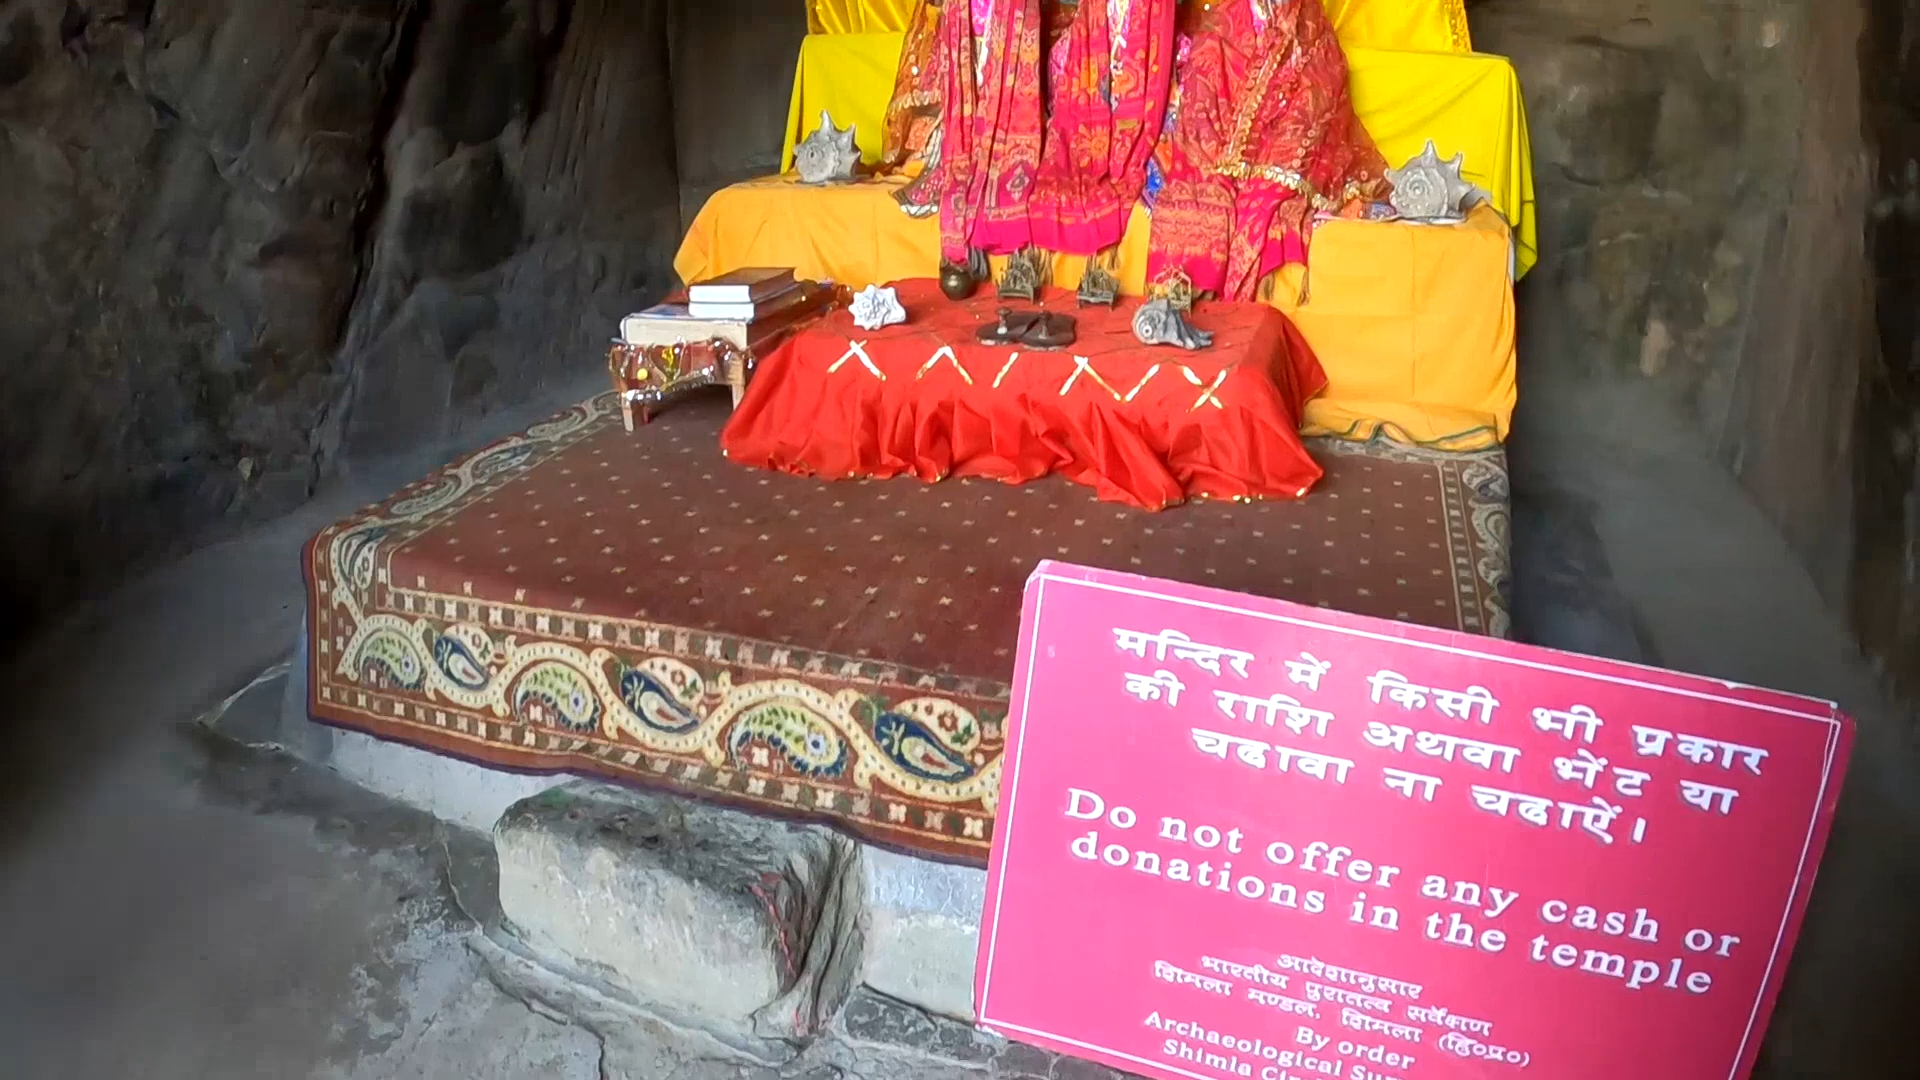 मन्दिर में किसी भी प्रकार
की राशि अथवा भेंट या
चढावा ना चढाऐं।
Do not offer any cash or
donations in the temple
आदेशानुसार
भारतीय पुरातत्व सर्वेक्षण
शिमला मण्डल, शिमला (हि०प्र०)
By order
Archaeological
Shimla